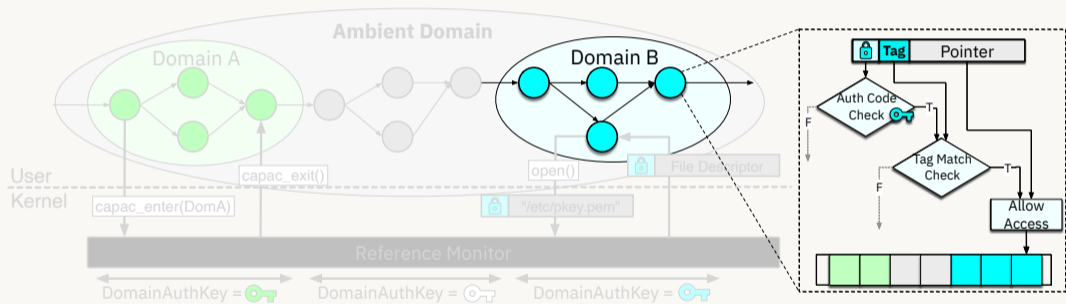 Ambient Domain
Domain A
Domain B
Tag Pointer
Auth Code
Check
T
F
Tag Match
Check
T
F
Allow
Access
capac_exit()
open()
File Descriptor
User
Kernel
capac_enter(DomA)
"/etc/pkey.pem"
Reference Monitor
DomainAuthKey =
DomainAuthKey =
DomainAuthKey =